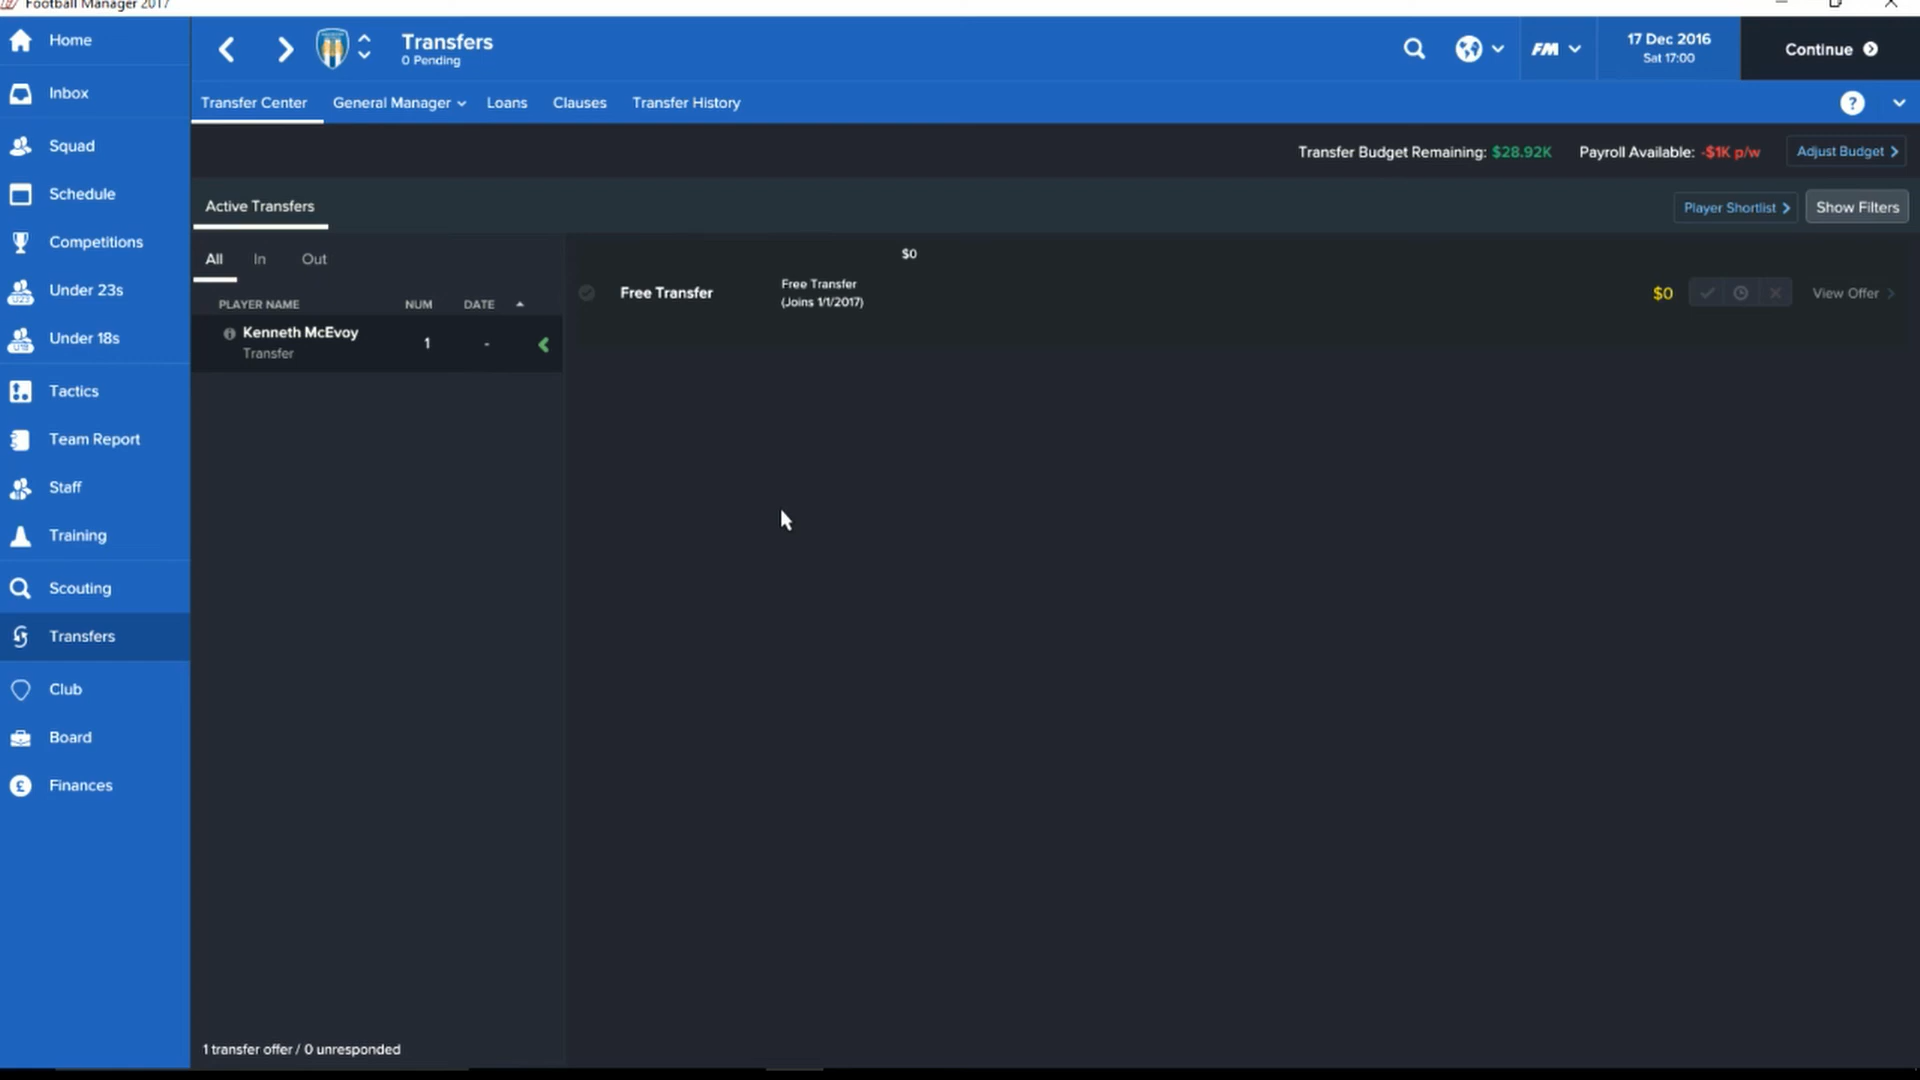 Football Manager 2017
Home
Inbox
Squad
Schedule
Competitions
Under 23s
Under 18s
Tactics
Team Report
Staff
Training
Scouting
Transfers
Club
Board
Finances
Transfers
0 Pending
FM
17 Dec 2016
Sat 17:00
Continue
Transfer Center General Manager Loans Clauses Transfer History
?
Transfer Budget Remaining: $28.92K Payroll Available: -$1K p/w Adjust Budget
Active Transfers
Player Shortlist Show Filters
All In Out
PLAYER NAME NUM DATE
Kenneth McEvoy
Transfer
1 -
$0
Free Transfer
Free Transfer
(Joins 1/1/2017)
$0 View Offer
1 transfer offer / 0 unresponded